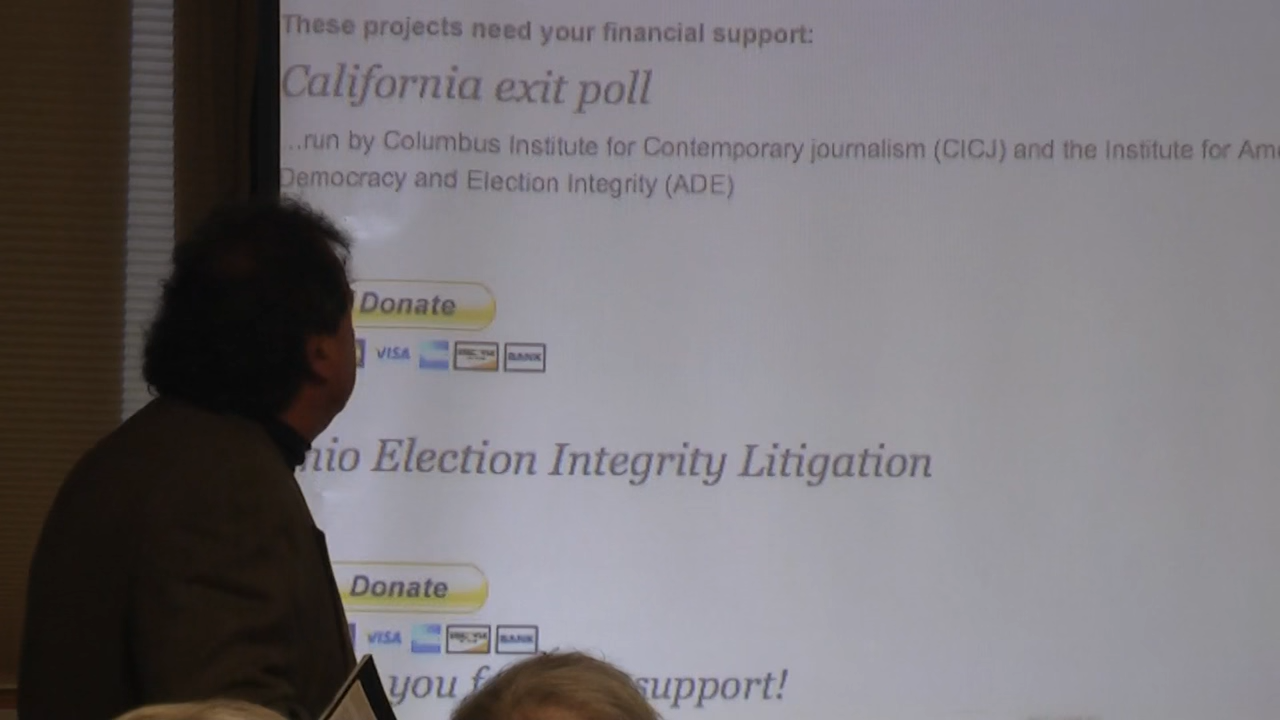 These projects need your financial support:
California exit poll
...run by Columbus Institute for Contemporary journalism (CICJ) and the Institute for Ame
Democracy and Election Integrity (ADE)
Donate
VISA BANK
hio Election Integrity Litigation
Donate
VISA BANK
you f support!